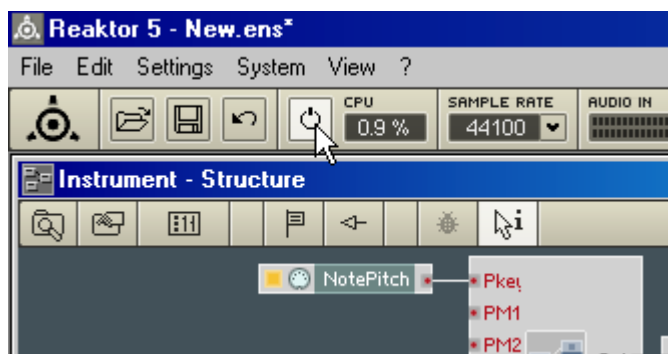 Reaktor 5 - New.ens*
File Edit Settings System View ?
CPU SAMPLE RATE AUDIO IN
0.9 % 44100
Instrument - Structure
i
NotePitch Pkey
PM1
PM2